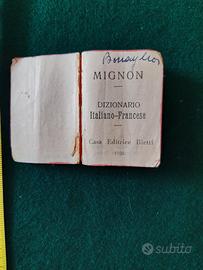 MIGNON
DIZIONARIO
Italiano-Francese
Casa Editrice Bietti
subito